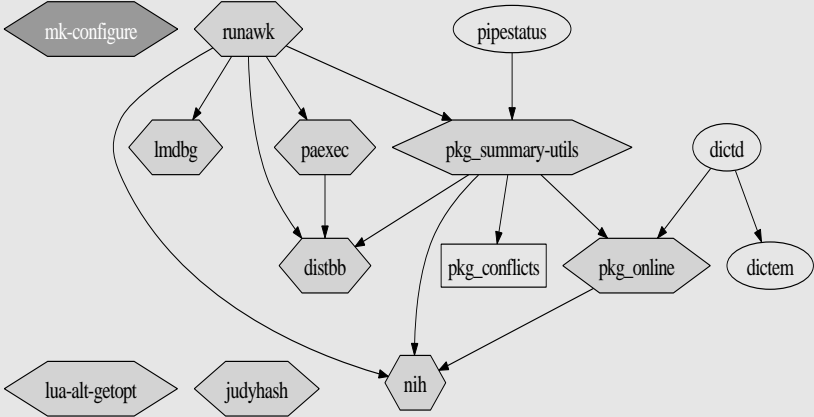 mk-configure
runawk
pipestatus
lmdbg
paexec
pkg_summary-utils
dictd
distbb
pkg_conflicts
pkg_online
dictem
lua-alt-getopt
judyhash
nih